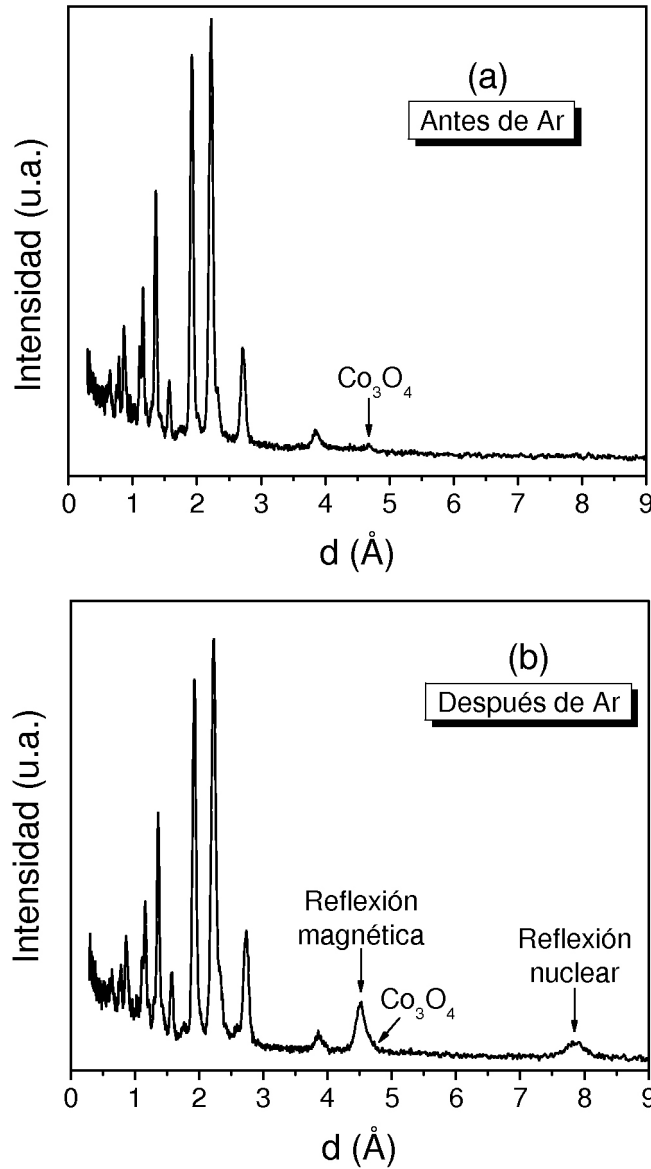 (a)
Antes de Ar
Intensidad (u.a.)
Co3O4
0 1 2 3 4 5 6 7 8 9
d (Å)
(b)
Después de Ar
Intensidad (u.a.)
Reflexión
magnética
Reflexión
nuclear
Co3O4
0 1 2 3 4 5 6 7 8 9
d (Å)